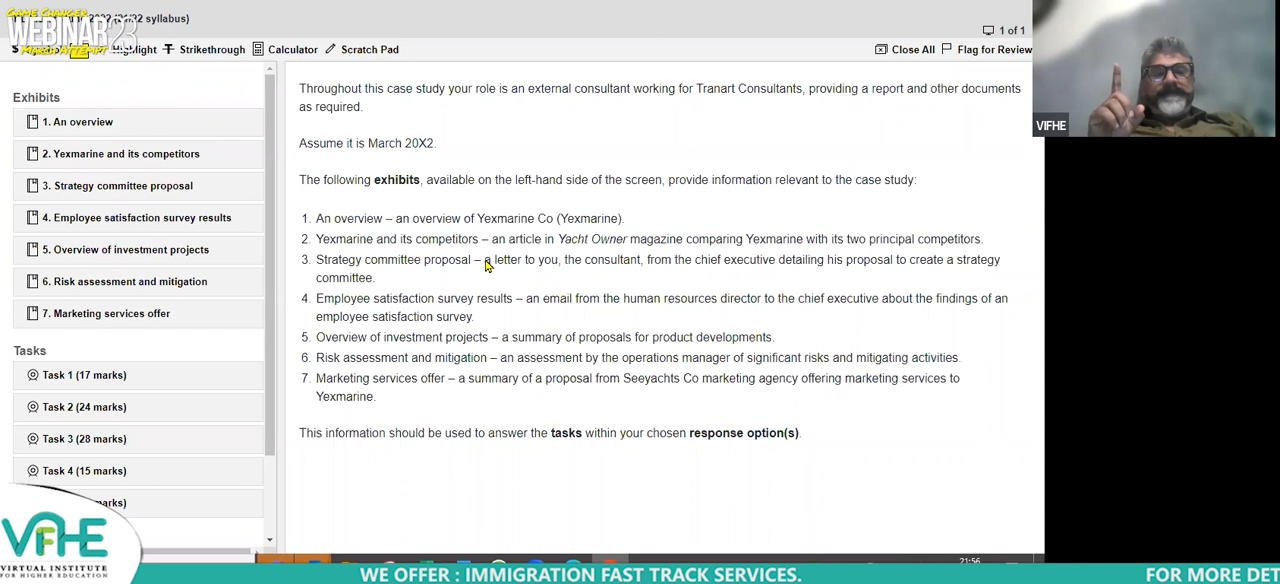 2022 (21/22 syllabus)
GAME CHANGER
WEBINAR'23
MARCH ATTEMPT
1 of 1
Highlight
Strikethrough
Calculator
Scratch Pad
Close All
Flag for Review
Exhibits
1. An overview
2. Yexmarine and its competitors
3. Strategy committee proposal
4. Employee satisfaction survey results
5. Overview of investment projects
6. Risk assessment and mitigation
7. Marketing services offer
Tasks
Task 1 (17 marks)
Task 2 (24 marks)
Task 3 (28 marks)
Task 4 (15 marks)
marks)
Throughout this case study your role is an external consultant working for Tranart Consultants, providing a report and other documents
as required.
Assume it is March 20X2.
The following exhibits, available on the left-hand side of the screen, provide information relevant to the case study:
1. An overview – an overview of Yexmarine Co (Yexmarine).
2. Yexmarine and its competitors – an article in Yacht Owner magazine comparing Yexmarine with its two principal competitors.
3. Strategy committee proposal – a letter to you, the consultant, from the chief executive detailing his proposal to create a strategy
committee.
4. Employee satisfaction survey results – an email from the human resources director to the chief executive about the findings of an
employee satisfaction survey.
5. Overview of investment projects – a summary of proposals for product developments.
6. Risk assessment and mitigation – an assessment by the operations manager of significant risks and mitigating activities.
7. Marketing services offer – a summary of a proposal from Seeyachts Co marketing agency offering marketing services to
Yexmarine.
This information should be used to answer the tasks within your chosen response option(s).
VIFHE
VIFHE
VIRTUAL INSTITUTE
FOR HIGHER EDUCATION
21:56
WE OFFER : IMMIGRATION FAST TRACK SERVICES.
FOR MORE DET